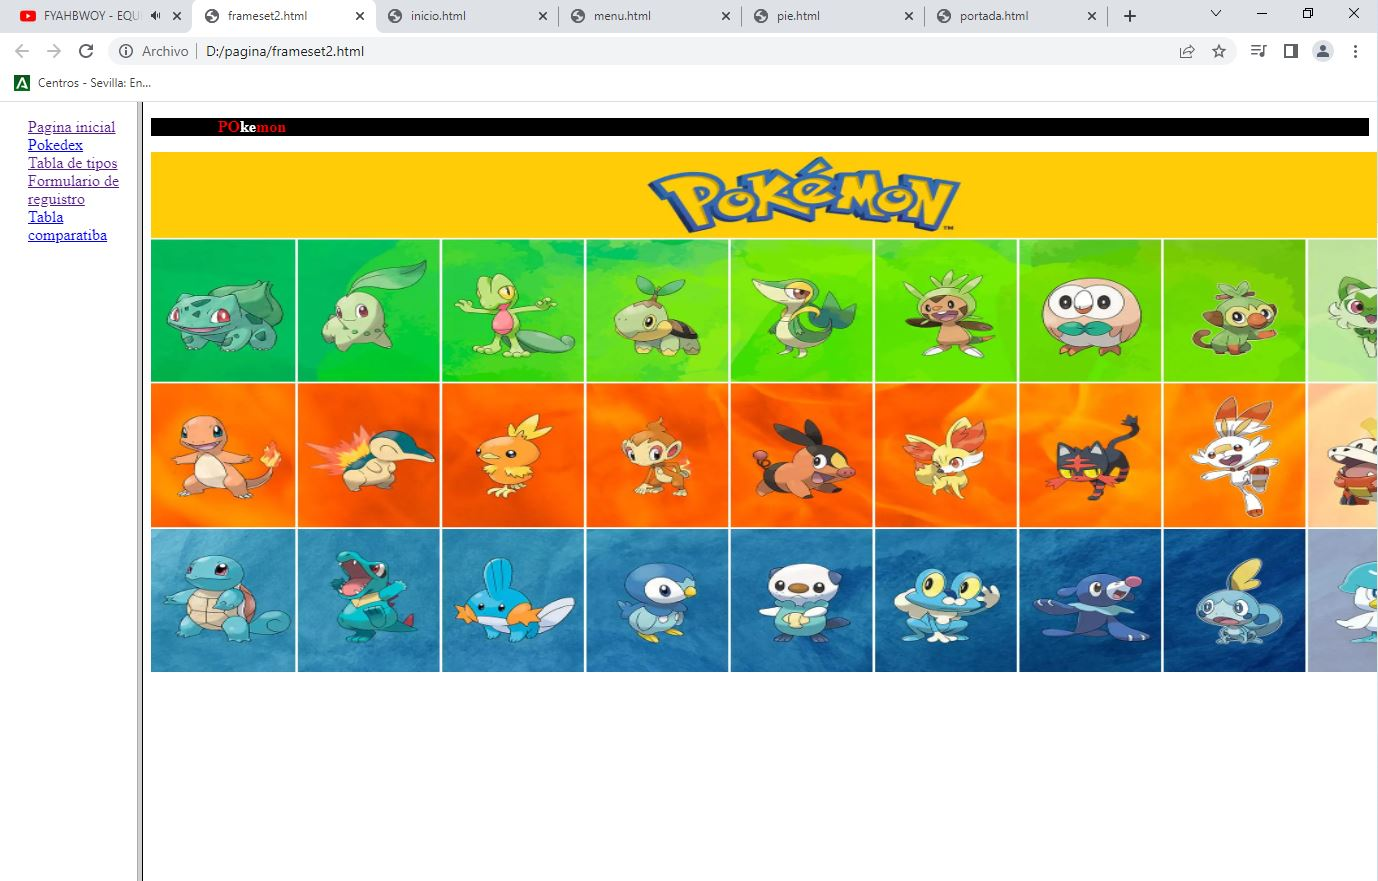 FYAHBWOY - EQU
frameset2.html
inicio.html
menu.html
pie.html
portada.html
Archivo
D:/pagina/frameset2.html
Centros - Sevilla: En...
Pagina inicial
Pokedex
Tabla de tipos
Formulario de
reguistro
Tabla
comparatiba
POkemon
POKéMON
TM